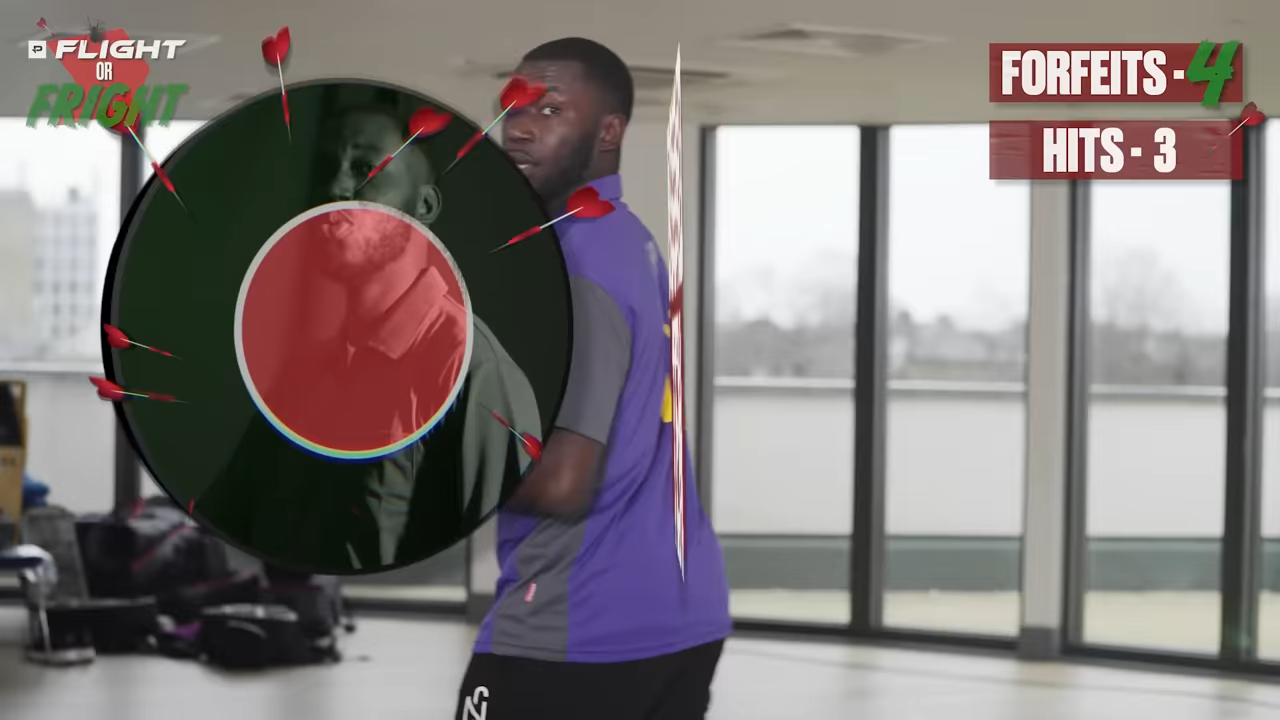 P FLIGHT
OR
FRIGHT
FORFEITS - 4
HITS - 3